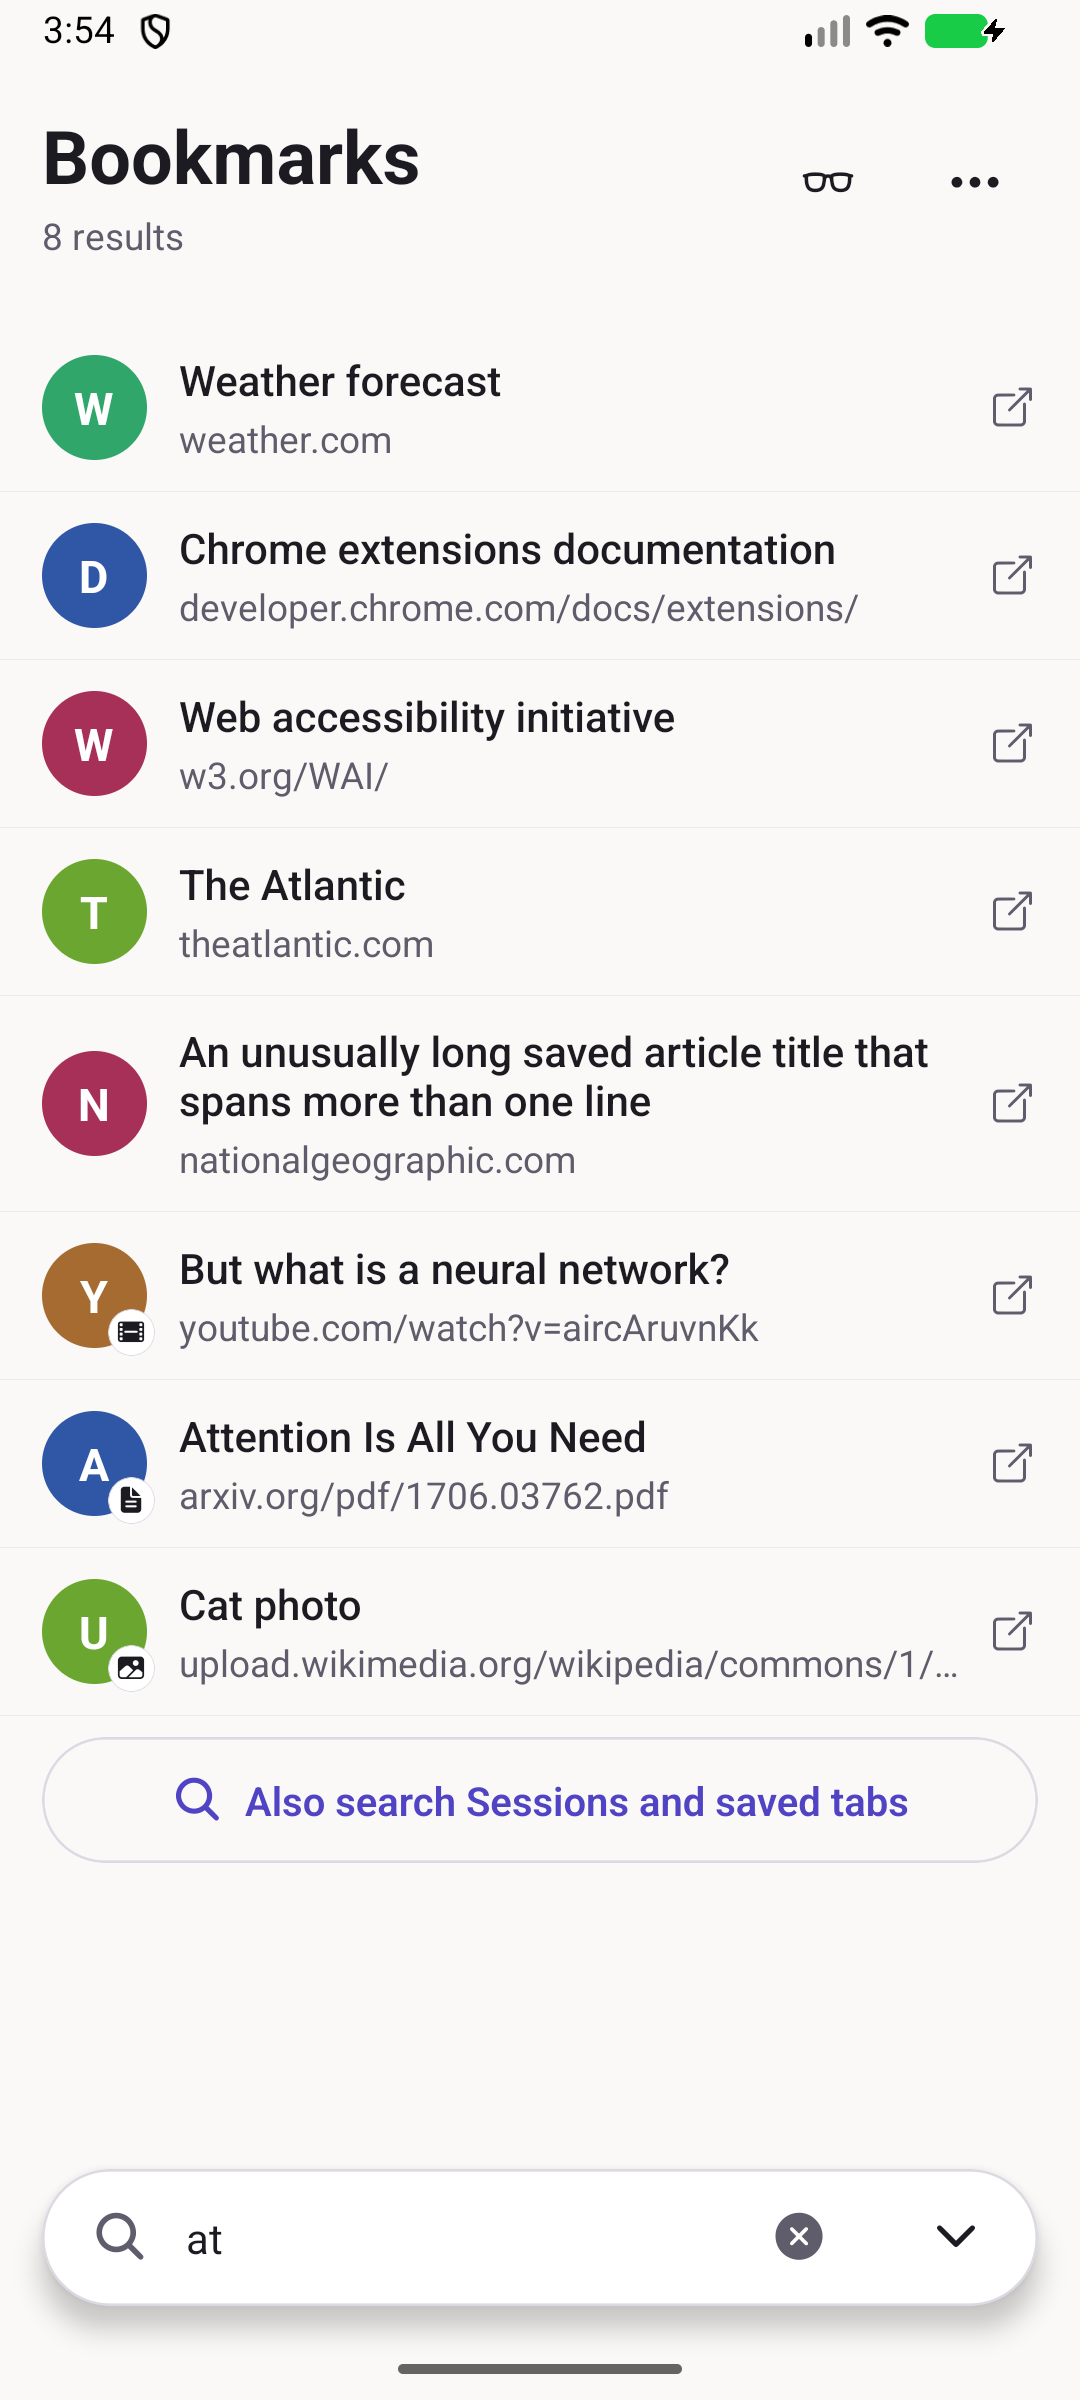 3:54
Bookmarks
8 results
W
Weather forecast
weather.com
D
Chrome extensions documentation
developer.chrome.com/docs/extensions/
W
Web accessibility initiative
w3.org/WAI/
T
The Atlantic
theatlantic.com
N
An unusually long saved article title that
spans more than one line
nationalgeographic.com
Y
But what is a neural network?
youtube.com/watch?v=aircAruvnKk
A
Attention Is All You Need
arxiv.org/pdf/1706.03762.pdf
U
Cat photo
upload.wikimedia.org/wikipedia/commons/1/...
Also search Sessions and saved tabs
at